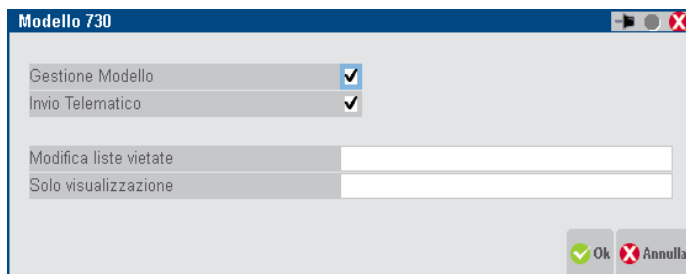 Modello 730
Gestione Modello
Invio Telematico
Modifica liste vietate
Solo visualizzazione
Ok Annulla